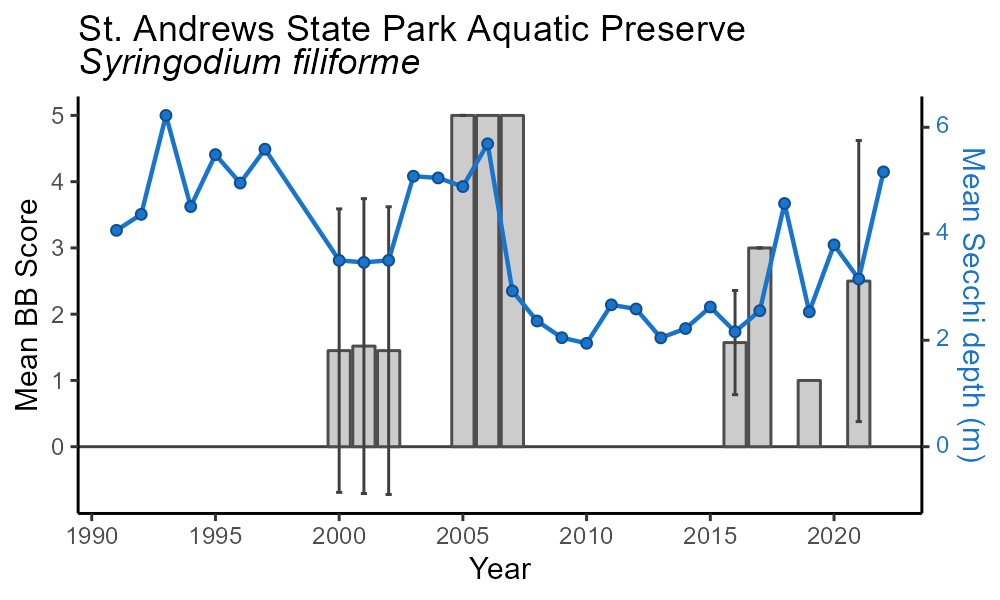 St. Andrews State Park Aquatic Preserve
Syringodium filiforme
Mean BB Score
5
4
3
2
1
0
6
4
2
0
Mean Secchi depth (m)
1990 1995 2000 2005 2010 2015 2020
Year